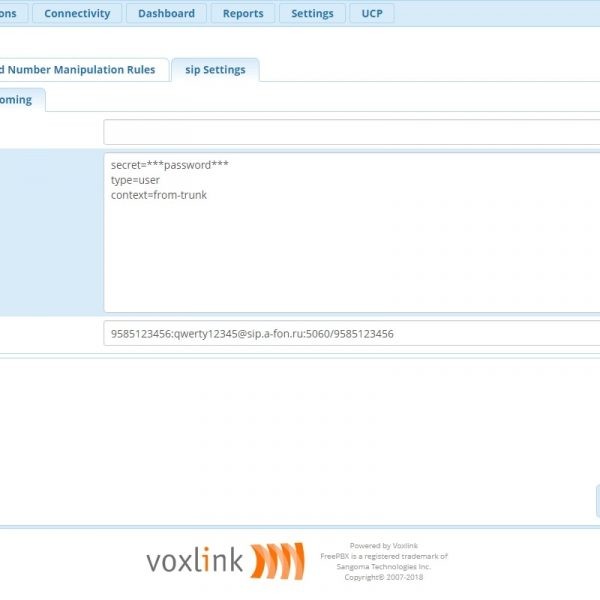 ons Connectivity Dashboard Reports Settings UCP
d Number Manipulation Rules sip Settings
oming
secret=***password***
type=user
context=from-trunk
9585123456:qwerty12345@sip.a-fon.ru:5060/9585123456
voxlink
Powered by Voxlink
FreePBX is a registered trademark of
Sangoma Technologies Inc.
Copyright© 2007-2018